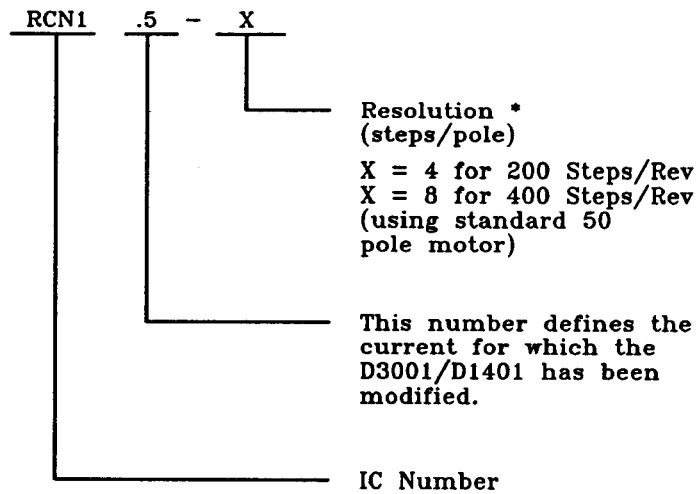 RCN1 .5 - X
Resolution *
(steps/pole)
X = 4 for 200 Steps/Rev
X = 8 for 400 Steps/Rev
(using standard 50
pole motor)
This number defines the
current for which the
D3001/D1401 has been
modified.
IC Number